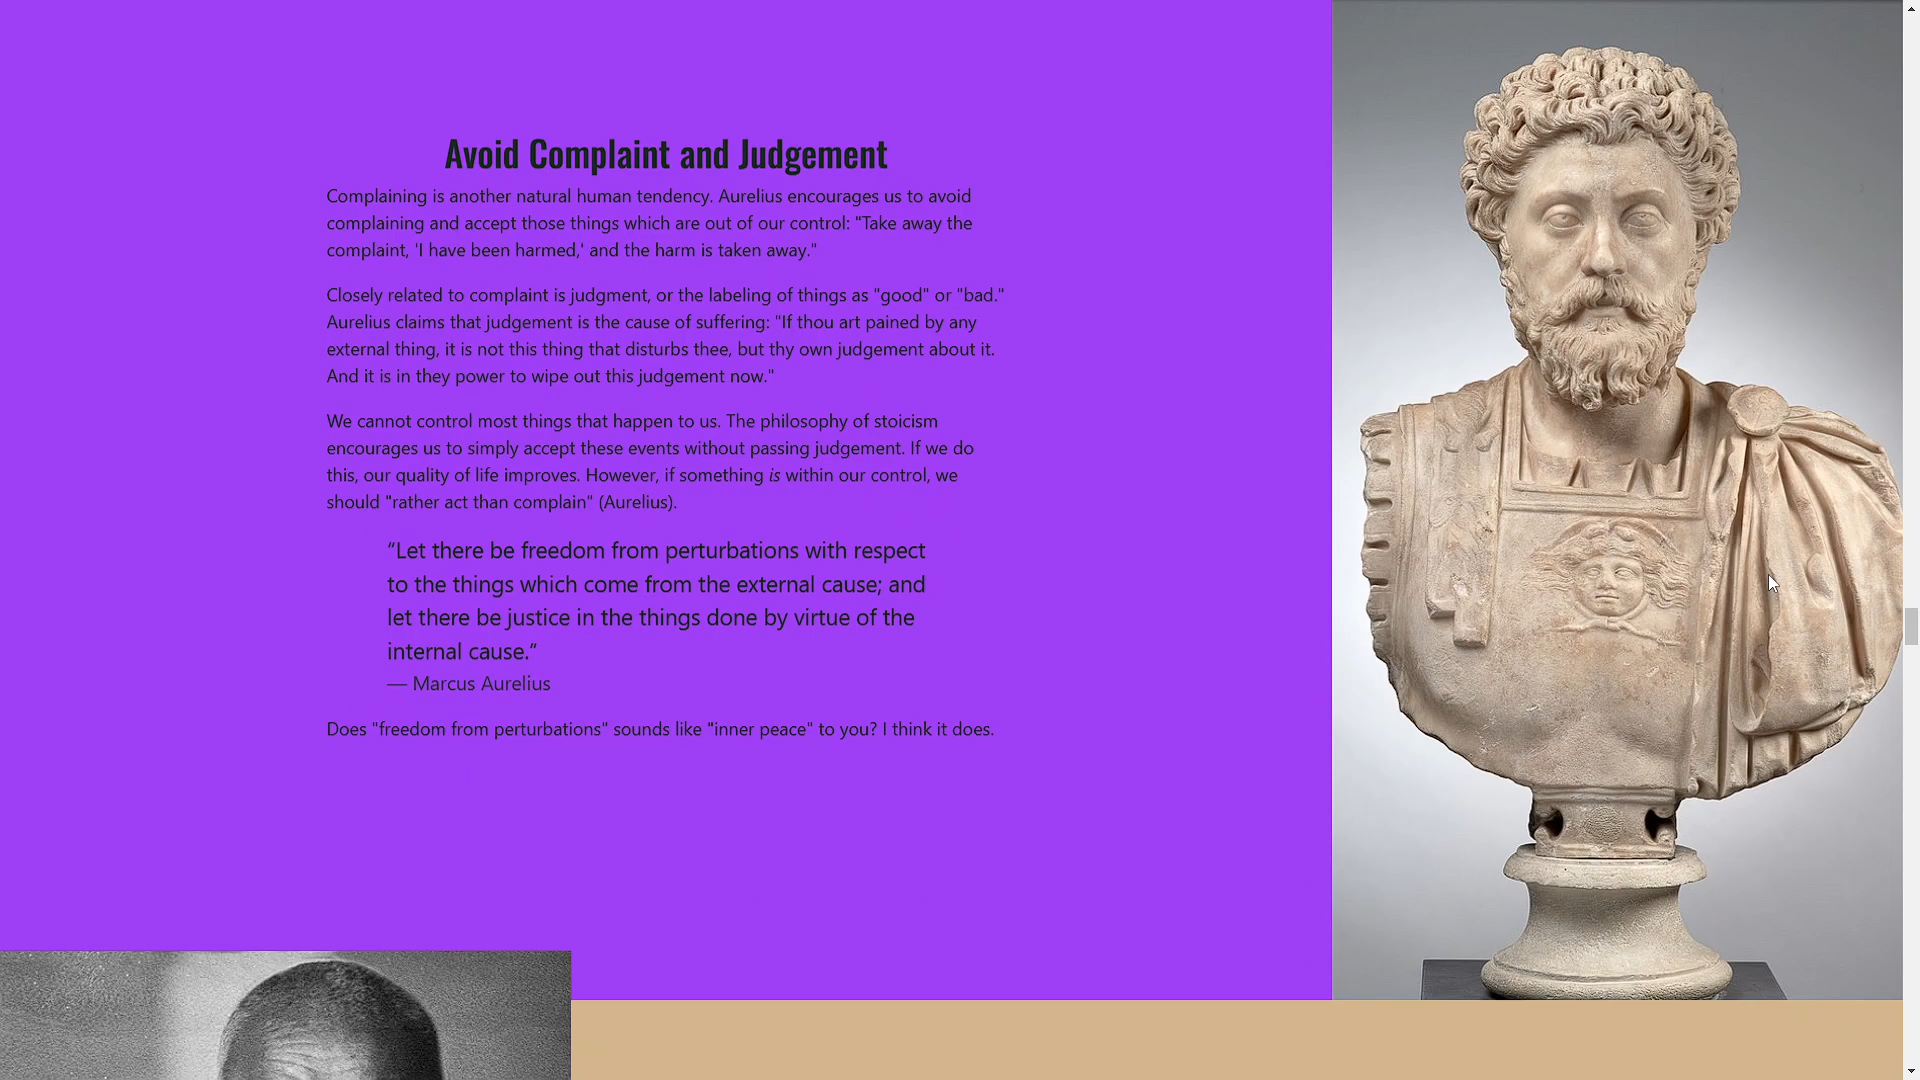 Avoid Complaint and Judgement
Complaining is another natural human tendency. Aurelius encourages us to avoid
complaining and accept those things which are out of our control: "Take away the
complaint, 'I have been harmed,' and the harm is taken away."
Closely related to complaint is judgment, or the labeling of things as "good" or "bad."
Aurelius claims that judgement is the cause of suffering: "If thou art pained by any
external thing, it is not this thing that disturbs thee, but thy own judgement about it.
And it is in they power to wipe out this judgement now."
We cannot control most things that happen to us. The philosophy of stoicism
encourages us to simply accept these events without passing judgement. If we do
this, our quality of life improves. However, if something is within our control, we
should "rather act than complain" (Aurelius).
“Let there be freedom from perturbations with respect
to the things which come from the external cause; and
let there be justice in the things done by virtue of the
internal cause.”
— Marcus Aurelius
Does "freedom from perturbations" sounds like "inner peace" to you? I think it does.